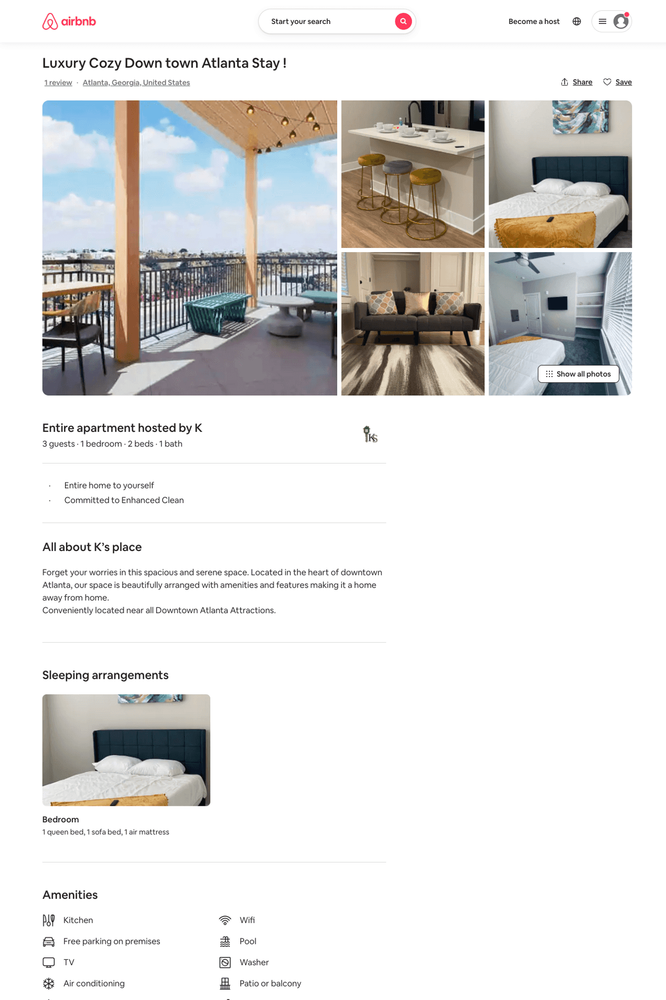 airbnb
Start your search
Become a host
Luxury Cozy Down town Atlanta Stay !
1 review · Atlanta, Georgia, United States
Share
Save
Show all photos
Entire apartment hosted by K
3 guests · 1 bedroom · 2 beds · 1 bath
KS
· Entire home to yourself
· Committed to Enhanced Clean
All about K’s place
Forget your worries in this spacious and serene space. Located in the heart of downtown
Atlanta, our space is beautifully arranged with amenities and features making it a home
away from home.
Conveniently located near all Downtown Atlanta Attractions.
Sleeping arrangements
Bedroom
1 queen bed, 1 sofa bed, 1 air mattress
Amenities
Kitchen
Wifi
Free parking on premises
Pool
TV
Washer
Air conditioning
Patio or balcony